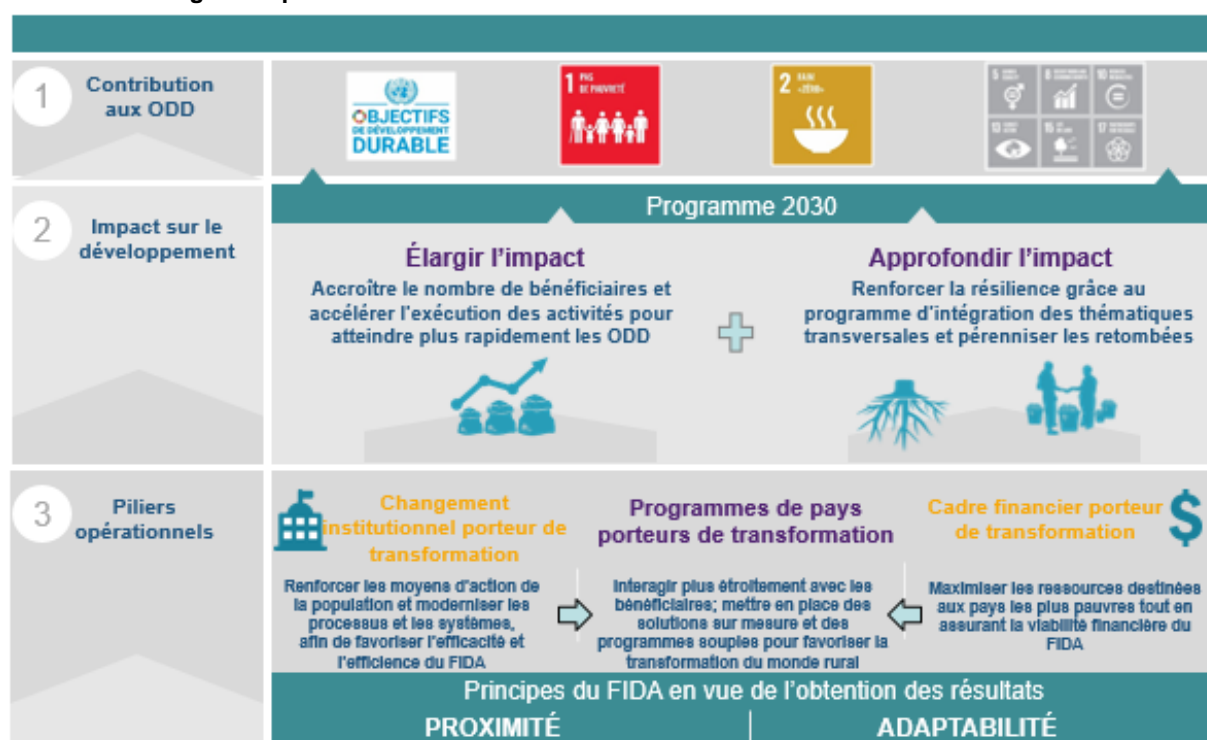 1
Contribution
aux ODD
OBJECTIFS
DE DÉVELOPPEMENT
DURABLE
1 PAS
DE PAUVRETÉ
2 FAIM
«ZÉRO»
5
8
10
13
15
17
Programme 2030
2
Impact sur le
développement
Élargir l'impact
Accroître le nombre de bénéficiaires et
accélérer l'exécution des activités pour
atteindre plus rapidement les ODD
Approfondir l'impact
Renforcer la résilience grâce au
programme d'intégration des thématiques
transversales et pérenniser les retombées
3
Piliers
opérationnels
Changement
institutionnel porteur de
transformation
Renforcer les moyens d'action de
la population et moderniser les
processus et les systèmes,
afin de favoriser l'efficacité et
l'efficience du FIDA
Programmes de pays
porteurs de transformation
Interagir plus étroitement avec les
bénéficiaires; mettre en place des
solutions sur mesure et des
programmes souples pour favoriser la
transformation du monde rural
Cadre financier porteur
de transformation
$
Maximiser les ressources destinées
aux pays les plus pauvres tout en
assurant la viabilité financière du
FIDA
Principes du FIDA en vue de l'obtention des résultats
PROXIMITÉ
ADAPTABILITÉ